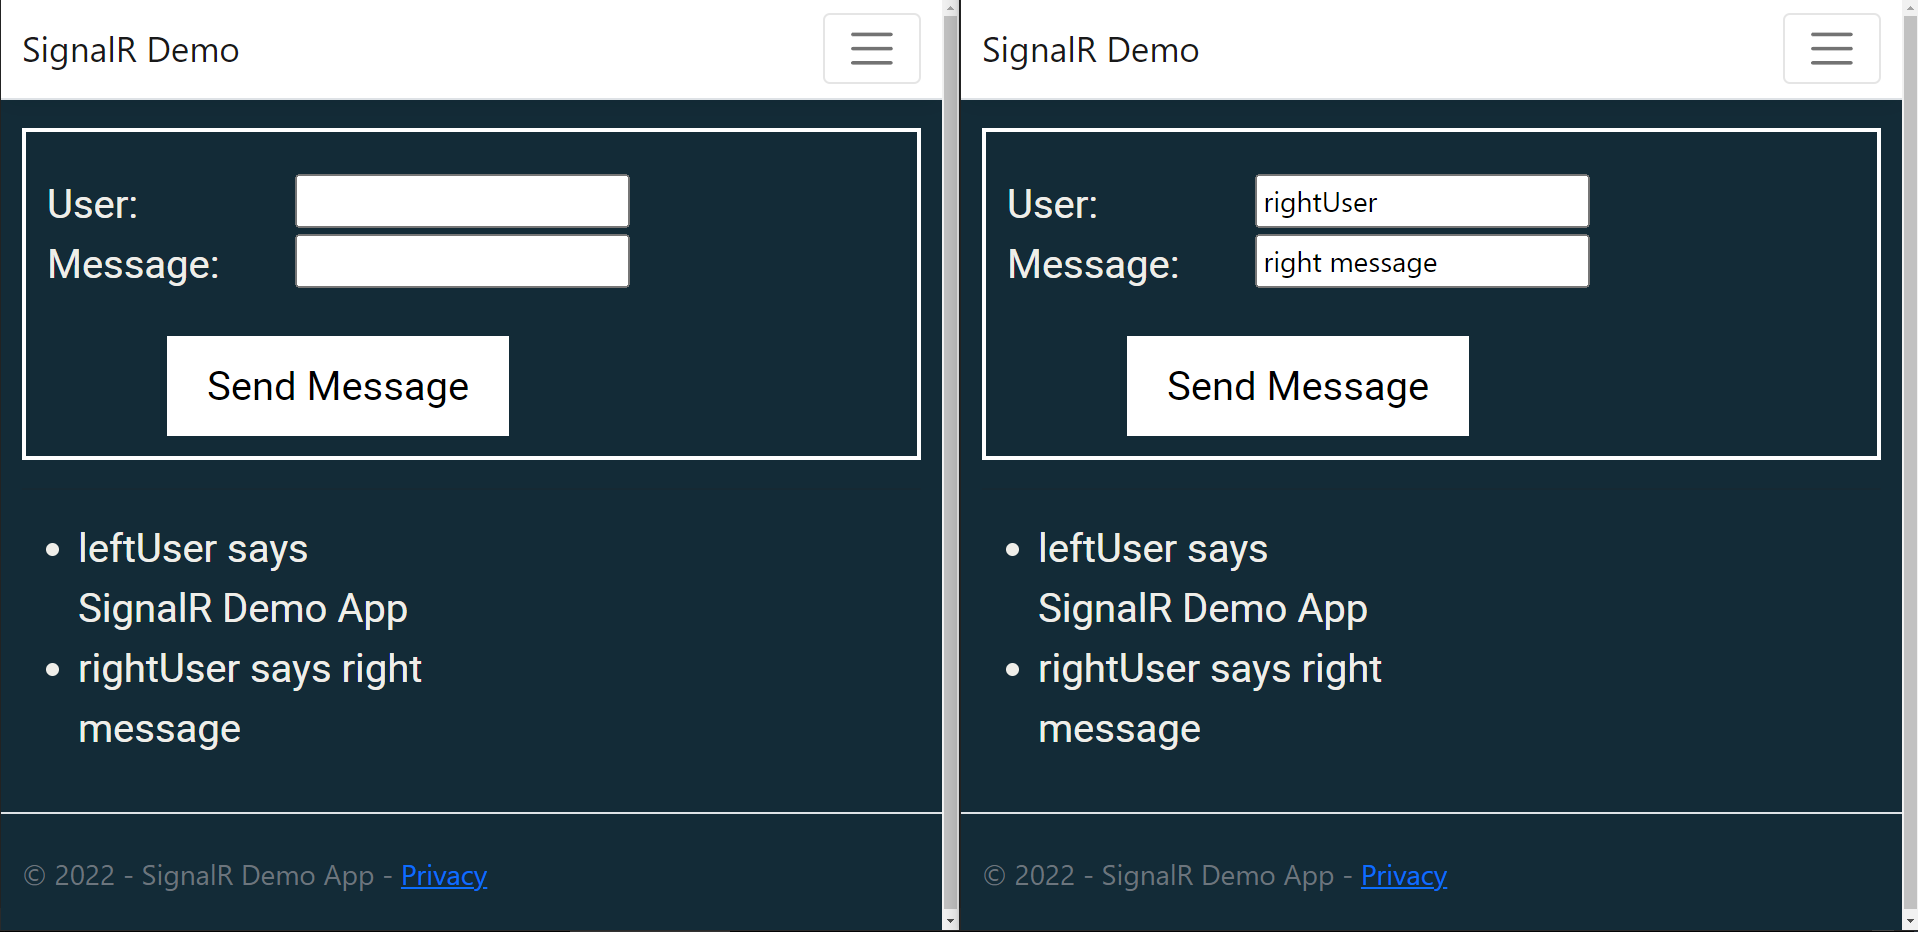 SignalR Demo
User:
Message:
Send Message
leftUser says
SignalR Demo App
rightUser says right
message
© 2022 - SignalR Demo App - Privacy
SignalR Demo
User: rightUser
Message: right message
Send Message
leftUser says
SignalR Demo App
rightUser says right
message
© 2022 - SignalR Demo App - Privacy